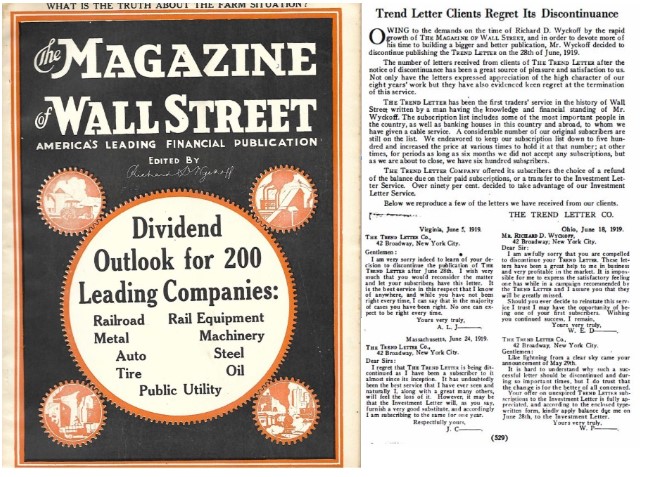 WHAT IS THE TRUTH ABOUT THE FARM SITUATION?
The MAGAZINE
of WALL STREET
AMERICA'S LEADING FINANCIAL PUBLICATION
EDITED BY
Richard D. Wyckoff
Dividend
Outlook for 200
Leading Companies:
Railroad Rail Equipment
Metal Machinery
Auto Steel
Tire Oil
Public Utility
Trend Letter Clients Regret Its Discontinuance
OWING to the demands on the time of Richard D. Wyckoff by the rapid
growth of THE MAGAZINE OF WALL STREET, and in order to devote more of
his time to building a bigger and better publication, Mr. Wyckoff decided to
discontinue publishing the TREND LETTER on the 28th of June, 1919.
The number of letters received from clients of THE TREND LETTER after the
notice of discontinuance has been a great source of pleasure and satisfaction to us.
Not only have the letters expressed appreciation of the high character of our
eight years' work but they have also evidenced keen regret at the termination
of this service.
THE TREND LETTER has been the first traders' service in the history of Wall
Street written by a man having the knowledge and financial standing of Mr.
Wyckoff. The subscription list includes some of the most important people in
the country, as well as banking houses in this country and abroad, to whom we
have given a cable service. A considerable number of our original subscribers are
still on the list. We endeavored to keep our subscription list down to five hun-
dred and increased the price at various times to hold it at that number; at other
times, for periods as long as six months we did not accept any subscriptions, but
as we are about to close, we have six hundred subscribers.
THE TREND LETTER COMPANY offered its subscribers the choice of a refund
of the balance due on their paid subscriptions, or a transfer to the Investment Let-
ter Service. Over ninety per cent. decided to take advantage of our Investment
Letter Service.
Below we reproduce a few of the letters we have received from our clients.
THE TREND LETTER CO.
Virginia, June 5, 1919.
THE TREND LETTER CO.,
42 Broadway, New York City.
Gentlemen:
I am very sorry indeed to learn of your de-
cision to discontinue the publication of THE
TREND LETTER after June 28th. I wish very
much that you would reconsider the matter
and let your subscribers, have this letter. It
is the best service in this respect that I know
of anywhere, and while you have not been
right every time, I can say that in the majority
of cases you have been right. No one can ex-
pect to be right every time.
Yours very truly,
A. L. J——
Massachusetts, June 24, 1919.
THE TREND LETTER CO.,
42 Broadway, New York City.
Dear Sirs:
I regret that THE TREND LETTER is being dis-
continued as I have been a subscriber to it
almost since its inception. It has undoubtedly
been the best service that I have ever seen and
naturally I, along with a great many others,
will feel the loss of it. However, it may be
that the Investment Letter will, as you say,
furnish a very good substitute, and accordingly
I am subscribing to the same for one year.
Respectfully yours,
J. C——
Ohio, June 18, 1919.
MR. RICHARD D. WYCKOFF,
42 Broadway, New York City.
Dear Sir:
I am awfully sorry that you are compelled
to discontinue your Trend Letter. These let-
ters have been a great help to me in business
and very profitable in the market. It is impos-
sible for me to express the satisfactory feeling
one has while in a campaign recommended by
the TREND LETTER and I assure you that they
will be greatly missed.
Should you ever decide to reinstate this serv-
ice I trust I may have the opportunity of be-
ing one of your first subscribers. Wishing
you continued success, I remain,
Yours very truly,
W. E. D——
THE TREND LETTER CO.,
42 Broadway, New York City.
Gentlemen:
Like lightning from a clear sky came your
announcement of May 29th.
It is hard to understand why such a suc-
cessful letter should be discontinued and dur-
ing so important times, but I do trust that
the change is for the better of all concerned.
Your offer on unexpired TREND LETTER sub-
scriptions to the Investment Letter is fully ap-
preciated, and according to the enclosed type-
written form, kindly apply balance due me on
June 28th, to the Investment Letter.
Yours very truly,
W. P——
(529)